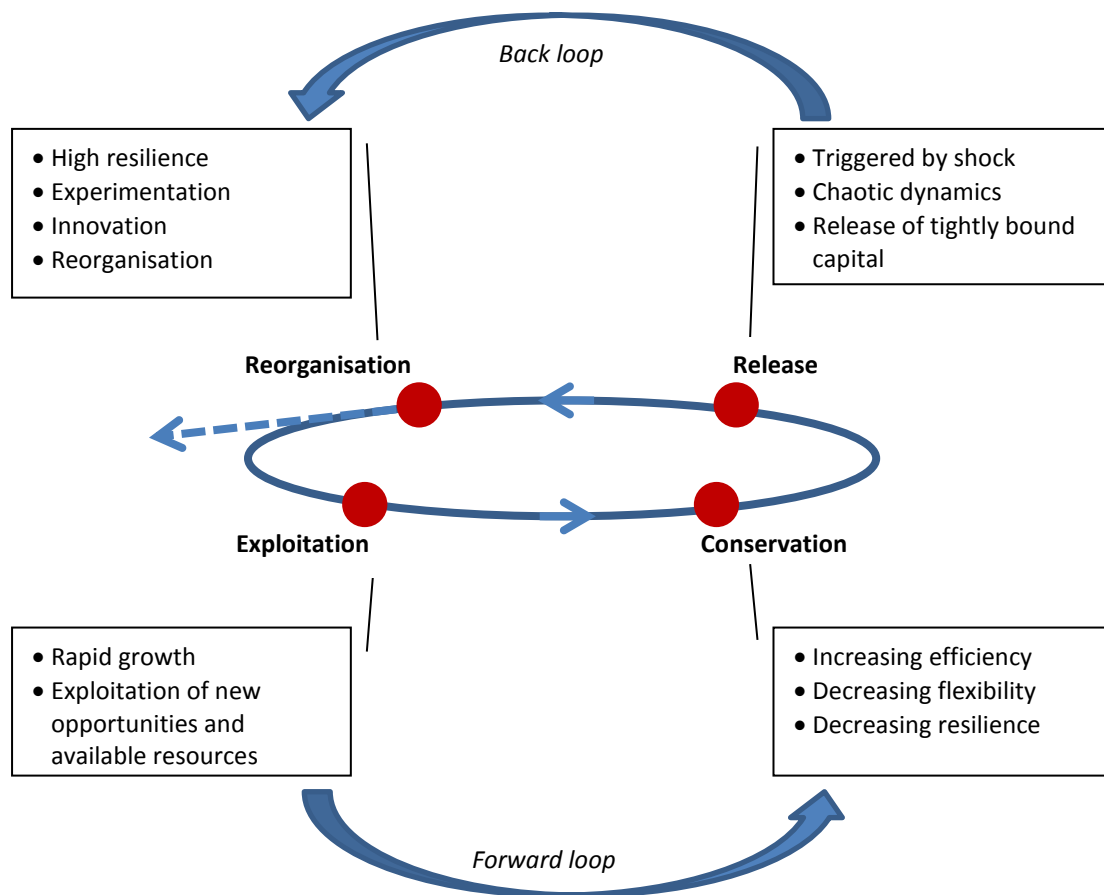 Back loop
• High resilience
• Experimentation
• Innovation
• Reorganisation
• Triggered by shock
• Chaotic dynamics
• Release of tightly bound
capital
Reorganisation
Release
Exploitation
Conservation
• Rapid growth
• Exploitation of new
opportunities and
available resources
• Increasing efficiency
• Decreasing flexibility
• Decreasing resilience
Forward loop